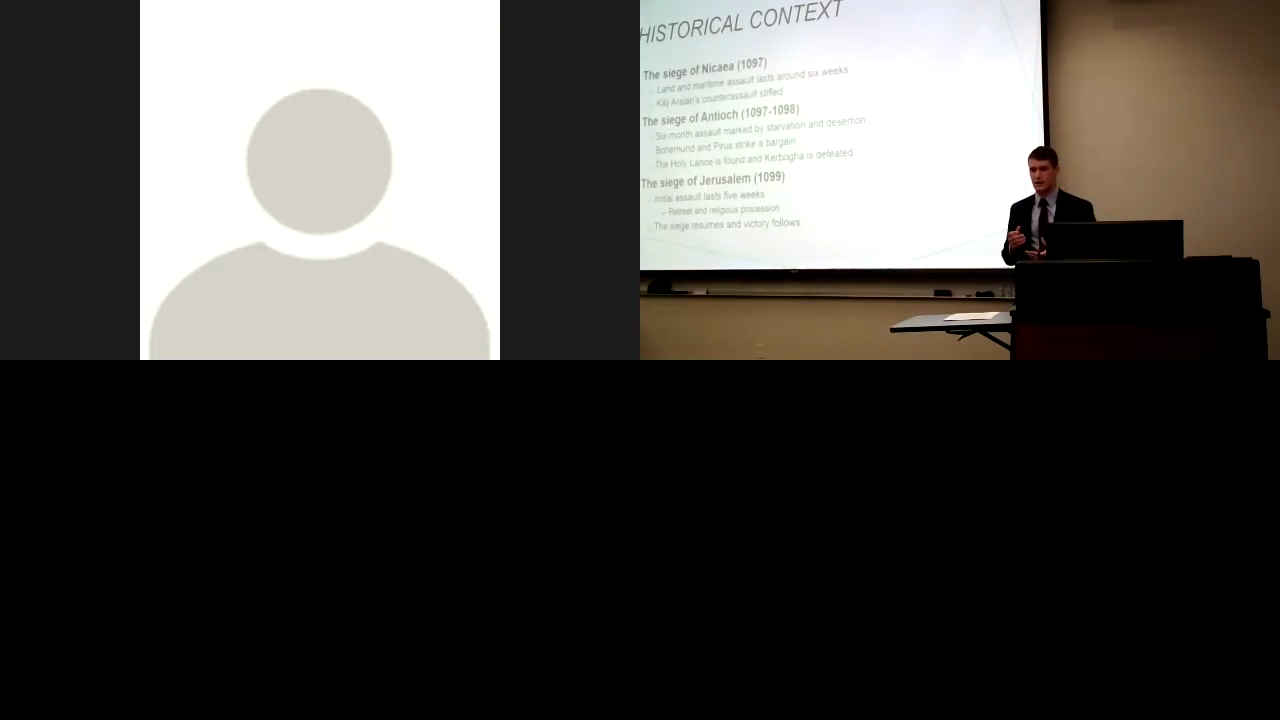 HISTORICAL CONTEXT
The siege of Nicaea (1097)
Land and maritime assault lasts around six weeks
Kilij Arslan's counterassault stifled
The siege of Antioch (1097-1098)
Six-month assault marked by starvation and desertion
Bohemund and Pirus strike a bargain
The Holy Lance is found and Kerbogha is defeated
The siege of Jerusalem (1099)
Initial assault lasts five weeks
Retreat and religious procession
The siege resumes and victory follows